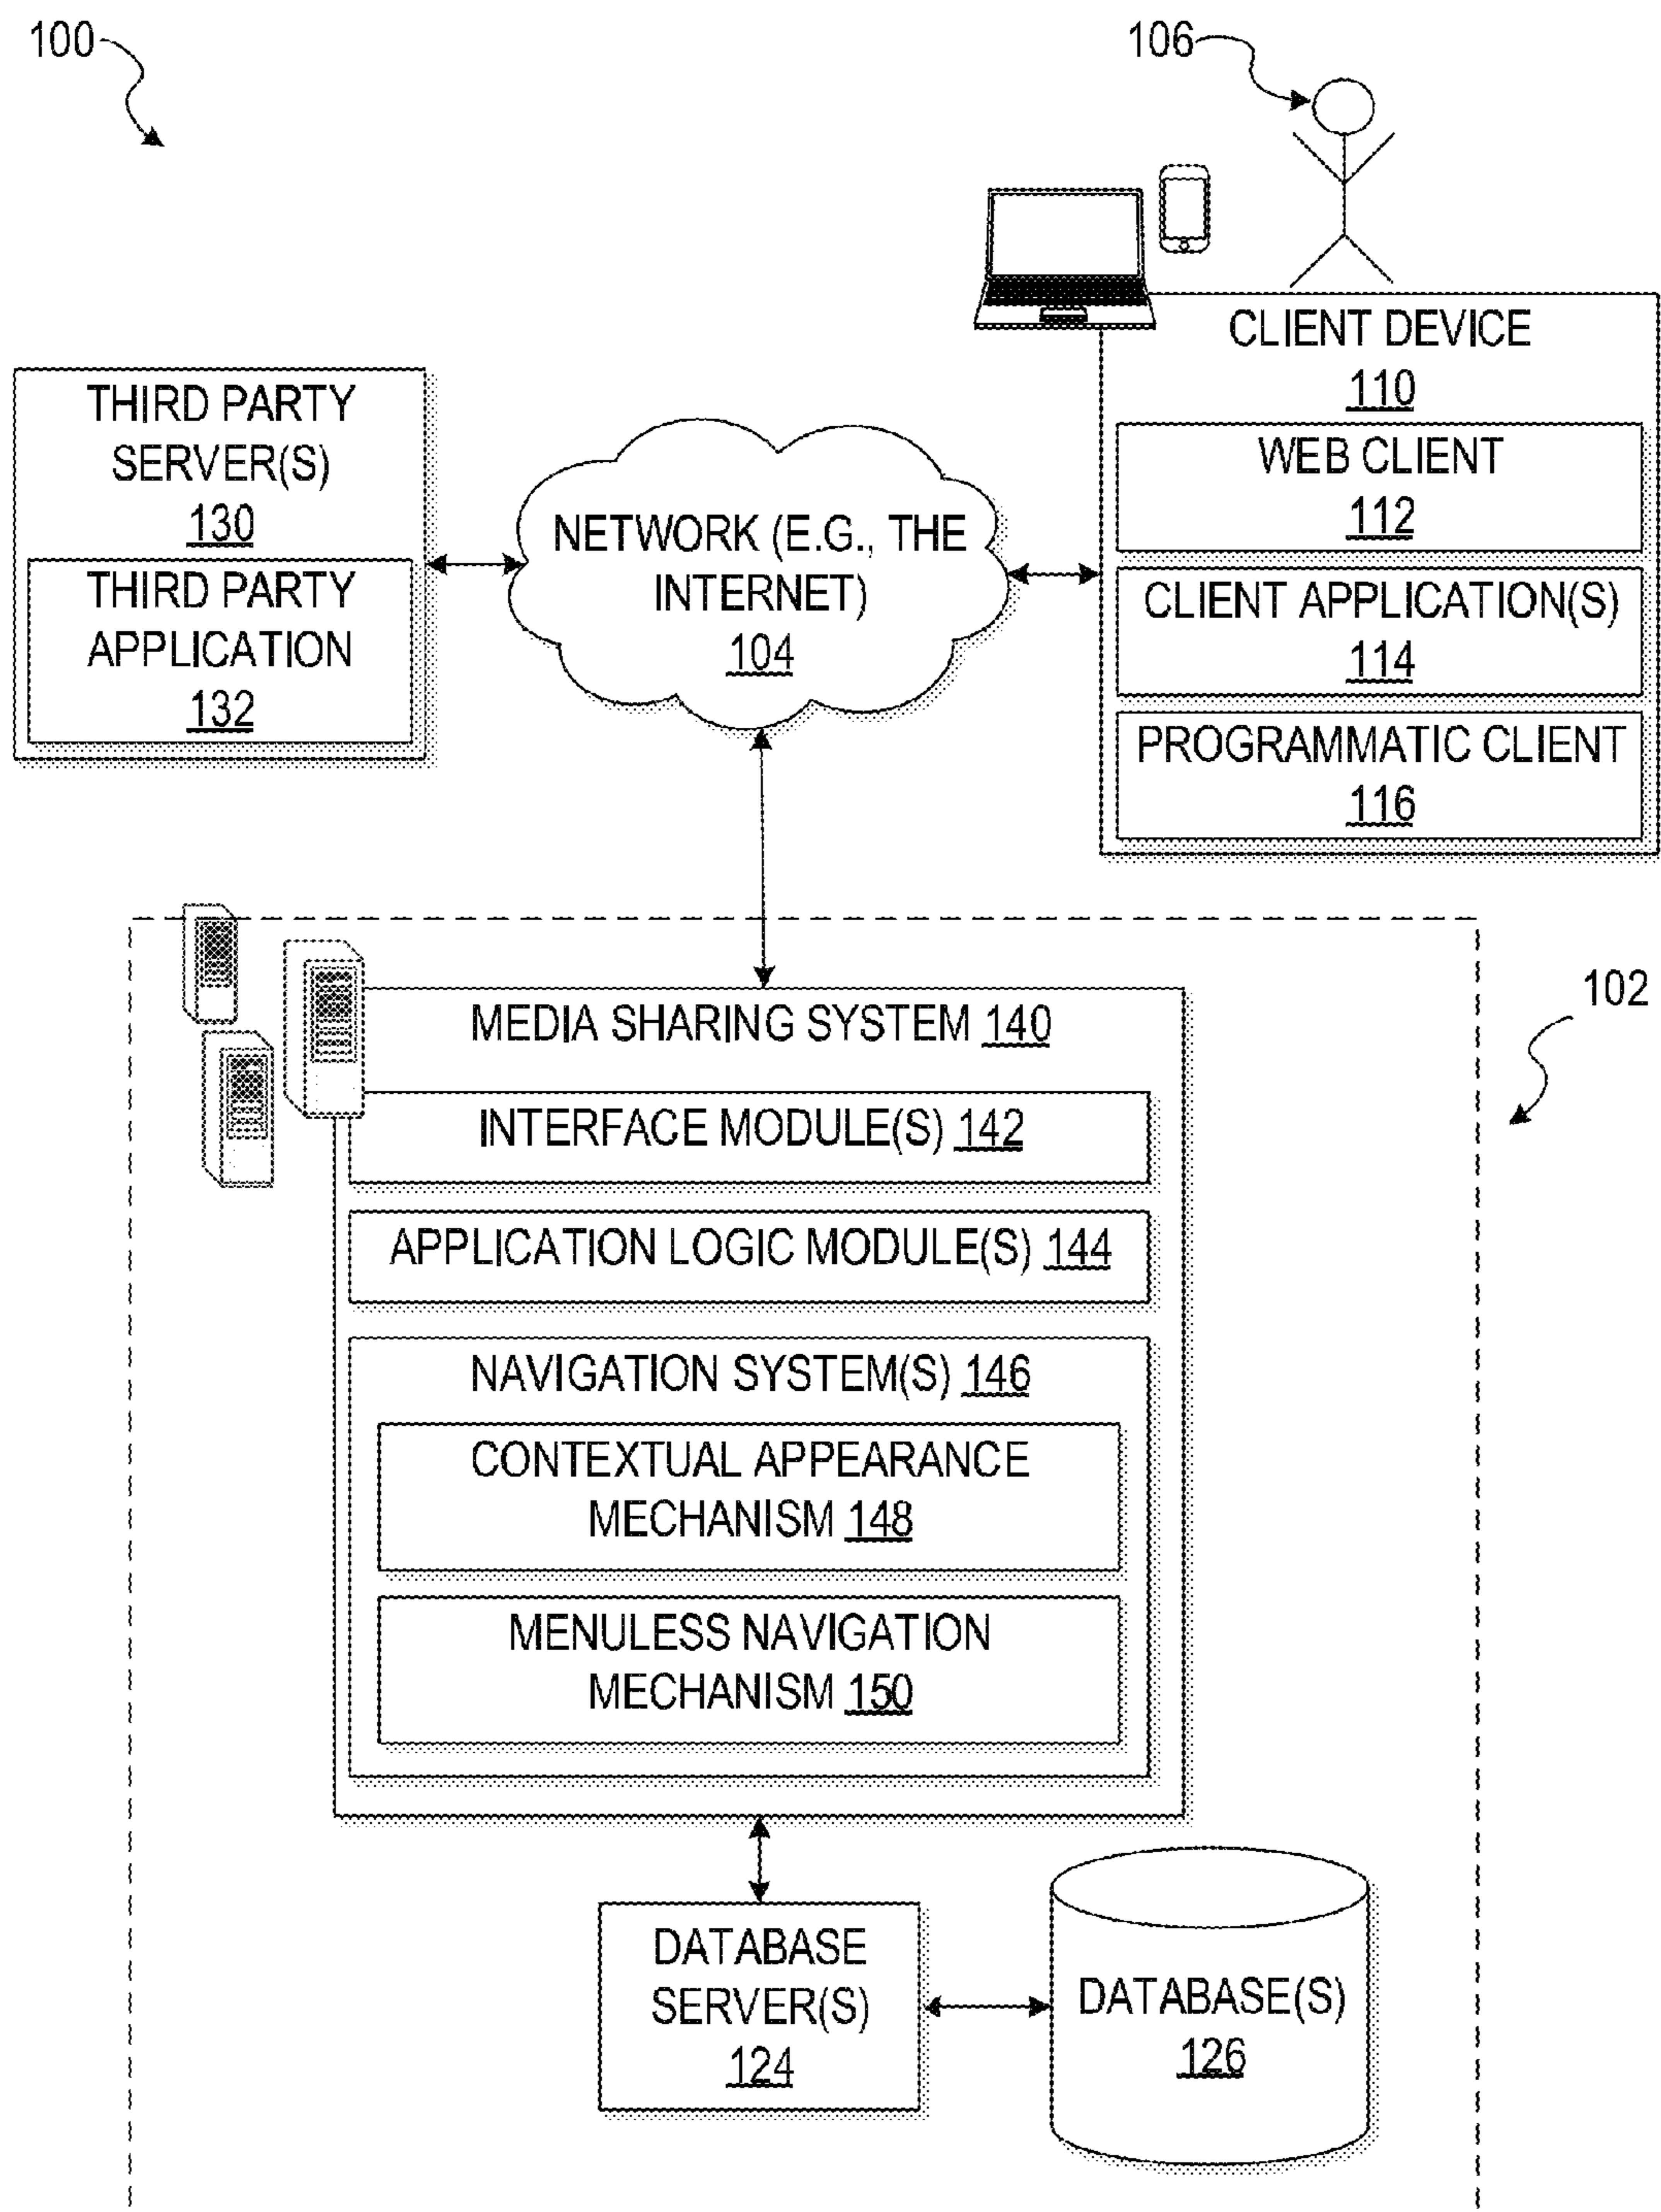 100
106
CLIENT DEVICE
110
WEB CLIENT
112
CLIENT APPLICATION(S)
114
PROGRAMMATIC CLIENT
116
THIRD PARTY
SERVER(S)
130
THIRD PARTY
APPLICATION
132
NETWORK (E.G., THE
INTERNET)
104
102
MEDIA SHARING SYSTEM 140
INTERFACE MODULE(S) 142
APPLICATION LOGIC MODULE(S) 144
NAVIGATION SYSTEM(S) 146
CONTEXTUAL APPEARANCE
MECHANISM 148
MENULESS NAVIGATION
MECHANISM 150
DATABASE
SERVER(S)
124
DATABASE(S)
126